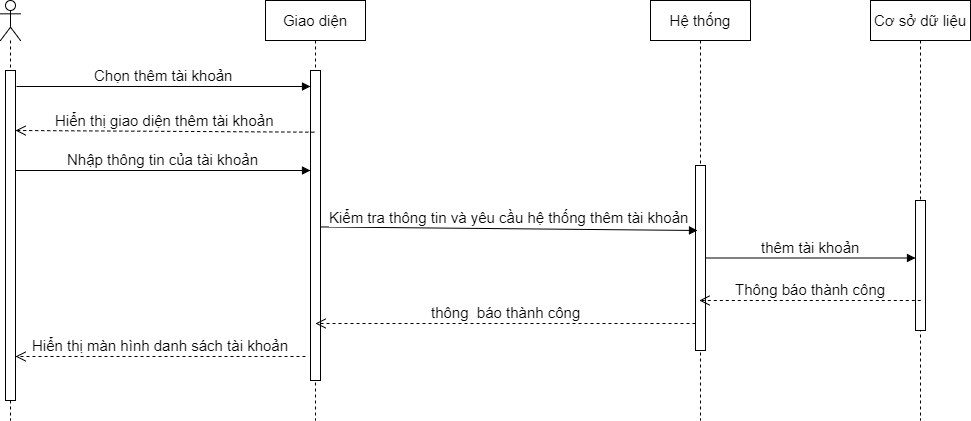 Giao diện
Hệ thống
Cơ sở dữ liệu
Chọn thêm tài khoản
Hiển thị giao diện thêm tài khoản
Nhập thông tin của tài khoản
Kiểm tra thông tin và yêu cầu hệ thống thêm tài khoản
thêm tài khoản
Thông báo thành công
thông báo thành công
Hiển thị màn hình danh sách tài khoản